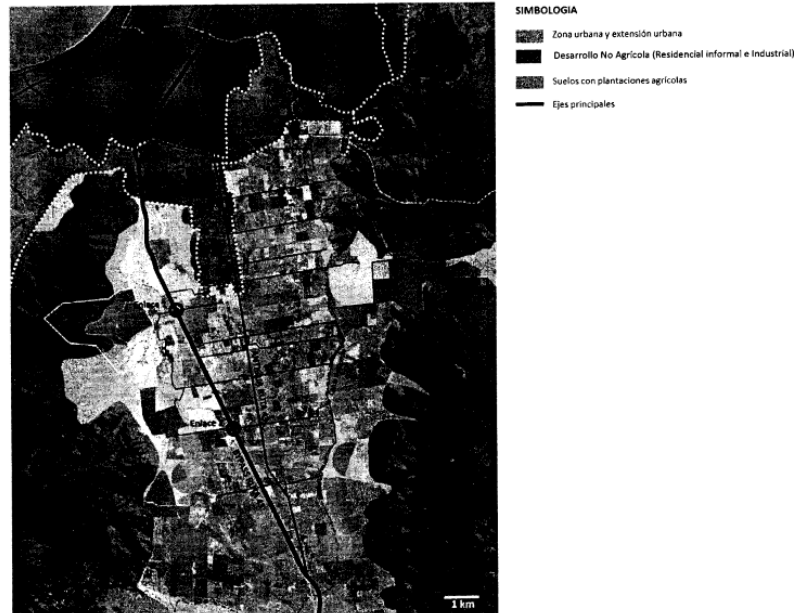 SIMBOLOGIA
Zona urbana y extensión urbana
Desarrollo No Agrícola (Residencial informal e Industrial)
Suelos con plantaciones agrícolas
Ejes principales
Enlace
1 km